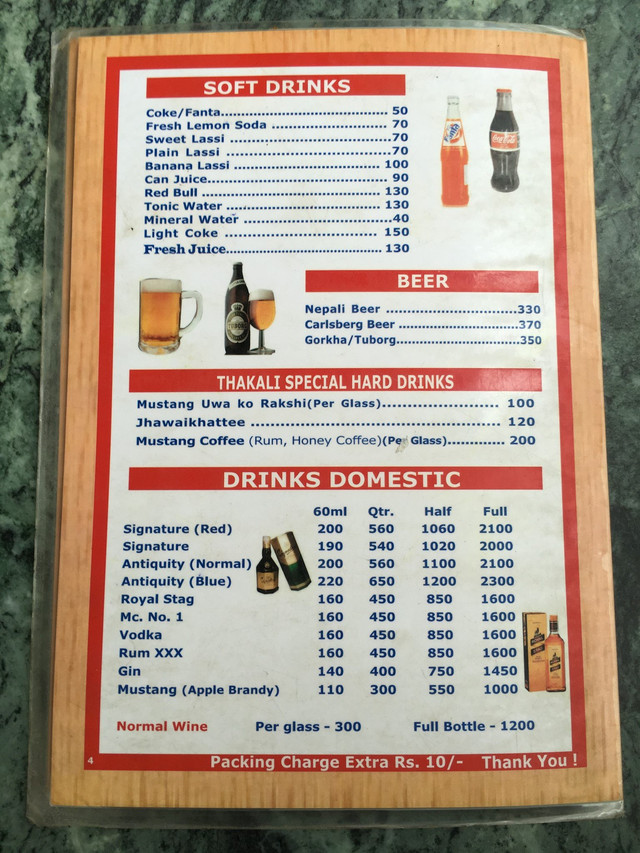 SOFT DRINKS
Coke/Fanta.......................................... 50
Fresh Lemon Soda ............................. 70
Sweet Lassi ........................................70
Plain Lassi .........................................70
Banana Lassi .................................... 100
Can Juice............................................ 90
Red Bull ............................................. 130
Tonic Water ....................................... 130
Mineral Water .....................................40
Light Coke ...................................... 150
Fresh Juice....................................... 130
BEER
Nepali Beer ................................330
Carlsberg Beer .............................370
Gorkha/Tuborg..............................350
THAKALI SPECIAL HARD DRINKS
Mustang Uwa ko Rakshi(Per Glass)........................ 100
Jhawaikhattee .................................................... 120
Mustang Coffee (Rum, Honey Coffee)(Per Glass)............ 200
DRINKS DOMESTIC
60ml Qtr. Half Full
Signature (Red) 200 560 1060 2100
Signature 190 540 1020 2000
Antiquity (Normal) 200 560 1100 2100
Antiquity (Blue) 220 650 1200 2300
Royal Stag 160 450 850 1600
Mc. No. 1 160 450 850 1600
Vodka 160 450 850 1600
Rum XXX 160 450 850 1600
Gin 140 400 750 1450
Mustang (Apple Brandy) 110 300 550 1000
Normal Wine Per glass - 300 Full Bottle - 1200
4 Packing Charge Extra Rs. 10/- Thank You !
Fanta
Coca-Cola
TUBORG